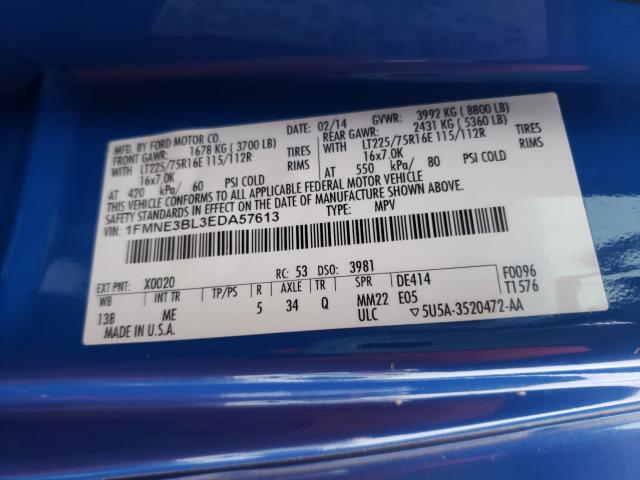 MFD. BY FORD MOTOR CO.
DATE: 02/14 GVWR: 3992 KG ( 8800 LB)
FRONT GAWR: 1678 KG ( 3700 LB) REAR GAWR: 2431 KG ( 5360 LB)
WITH LT225/75R16E 115/112R TIRES WITH LT225/75R16E 115/112R TIRES
16x7.0K RIMS 16x7.0K RIMS
AT 420 kPa/ 60 PSI COLD AT 550 kPa/ 80 PSI COLD
THIS VEHICLE CONFORMS TO ALL APPLICABLE FEDERAL MOTOR VEHICLE
SAFETY STANDARDS IN EFFECT ON THE DATE OF MANUFACTURE SHOWN ABOVE.
VIN: 1FMNE3BL3EDA57613 TYPE: MPV
EXT PNT: X0020 RC: 53 DSO: 3981 F0096
WB INT TR TP/PS R AXLE TR SPR DE414 T1576
138 ME 5 34 Q MM22 E05
MADE IN U.S.A. ULC ▽5U5A-3520472-AA